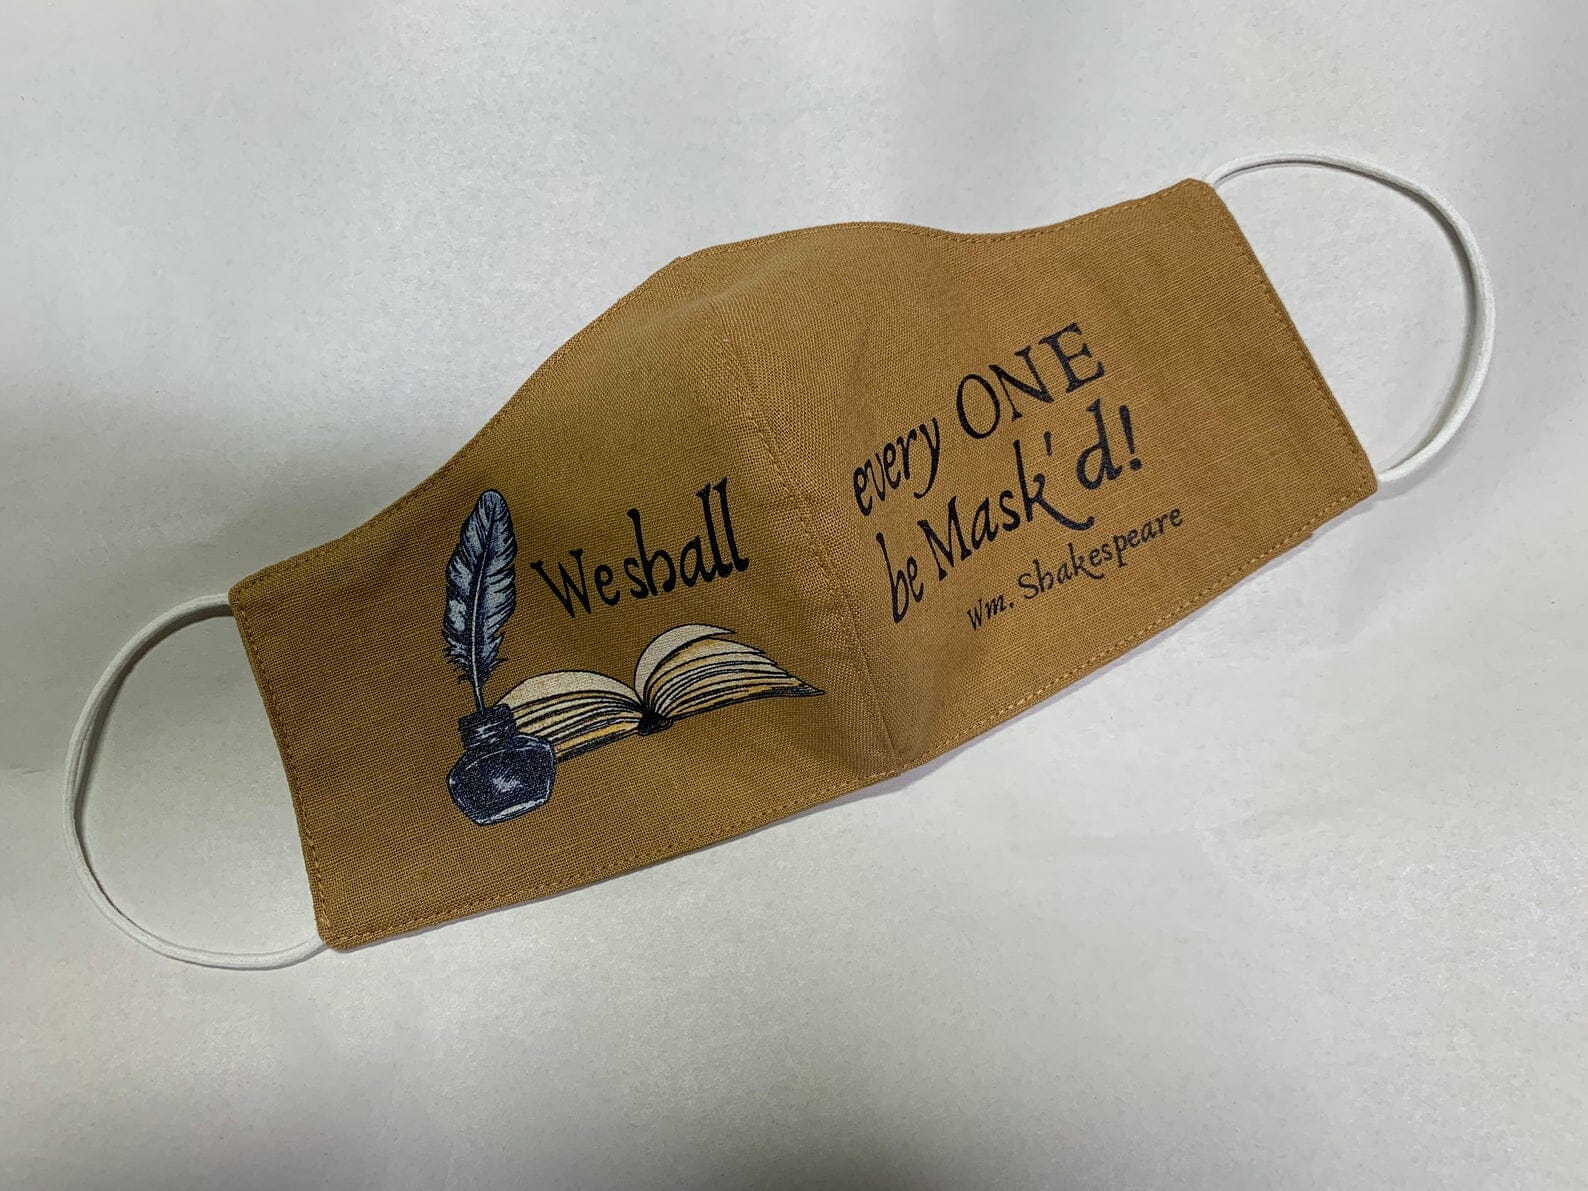 We shall
every ONE
be Mask'd!
Wm. Shakespeare